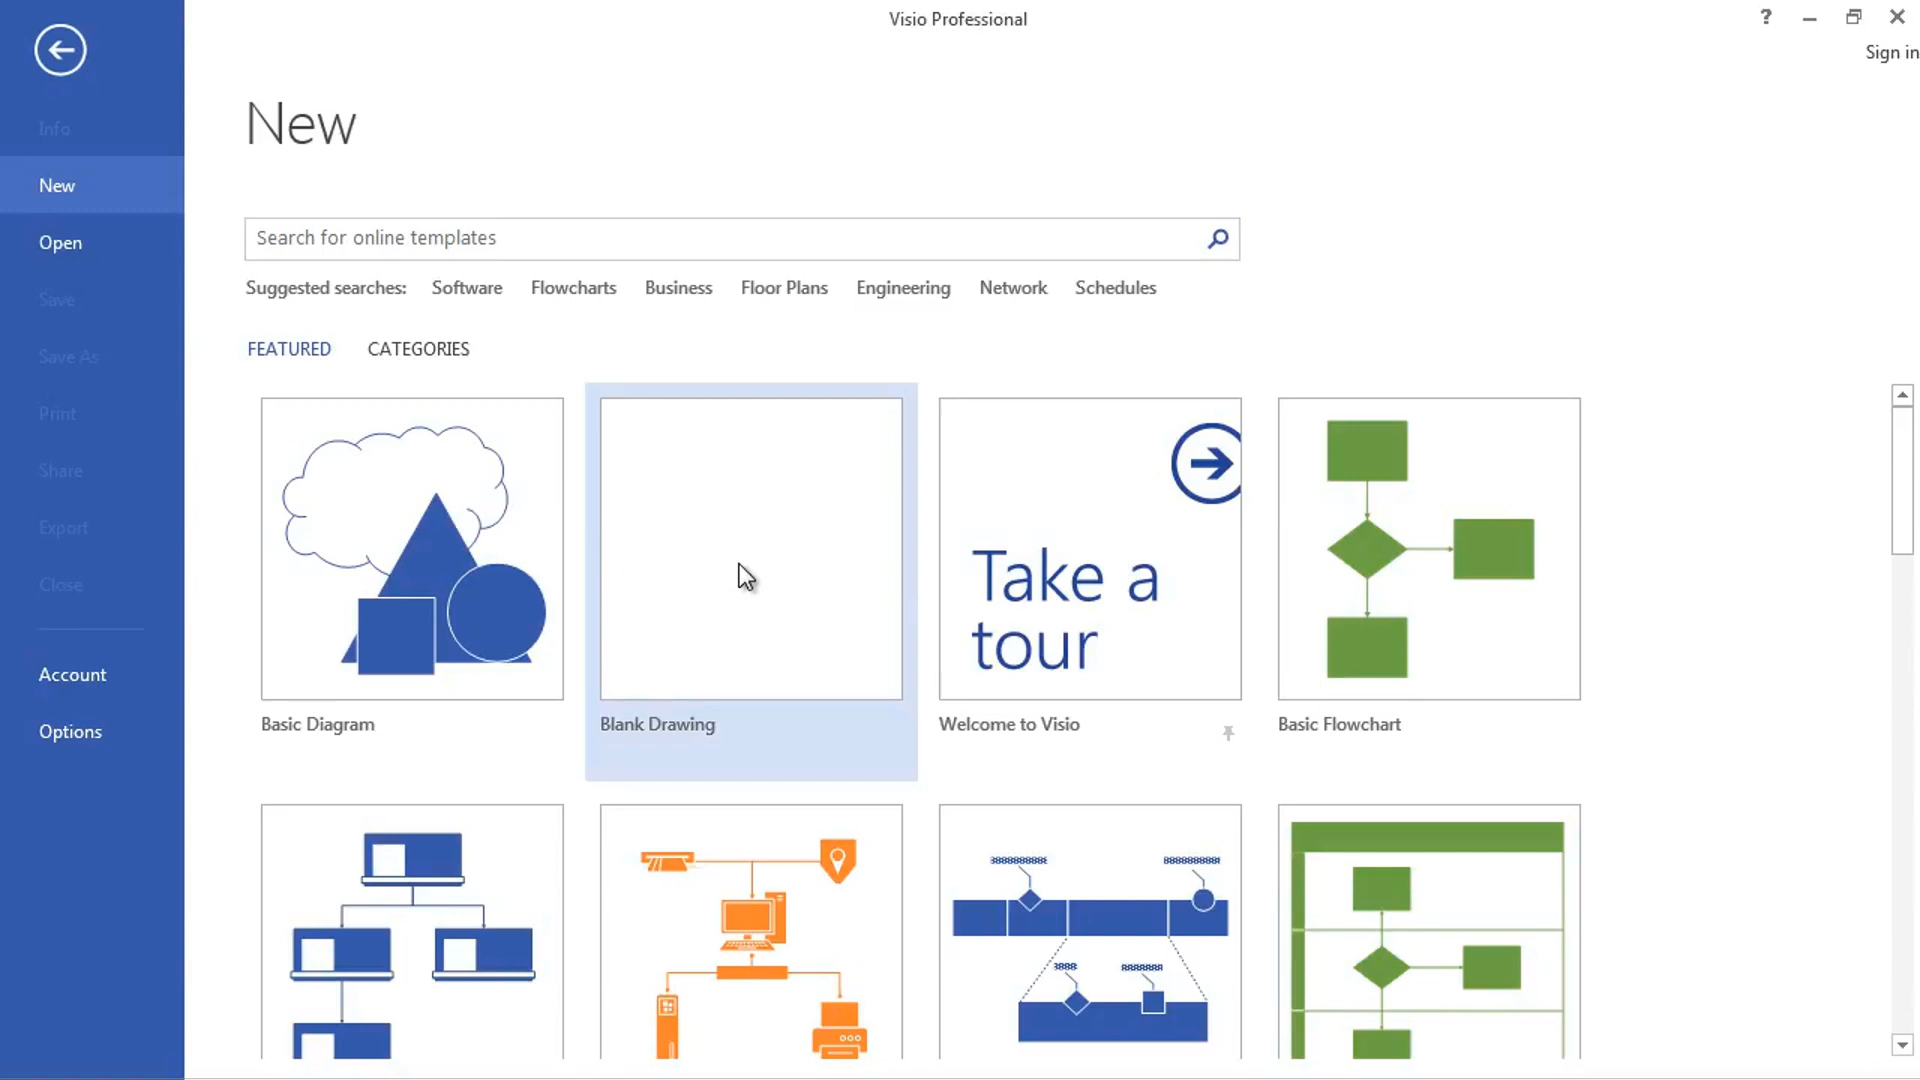 Visio Professional
?
Sign in
Info
New
New
Search for online templates
Open
Suggested searches: Software Flowcharts Business Floor Plans Engineering Network Schedules
Save
FEATURED CATEGORIES
Save As
Print
Share
Export
Take a
tour
Close
Account
Options
Basic Diagram
Blank Drawing
Welcome to Visio
Basic Flowchart